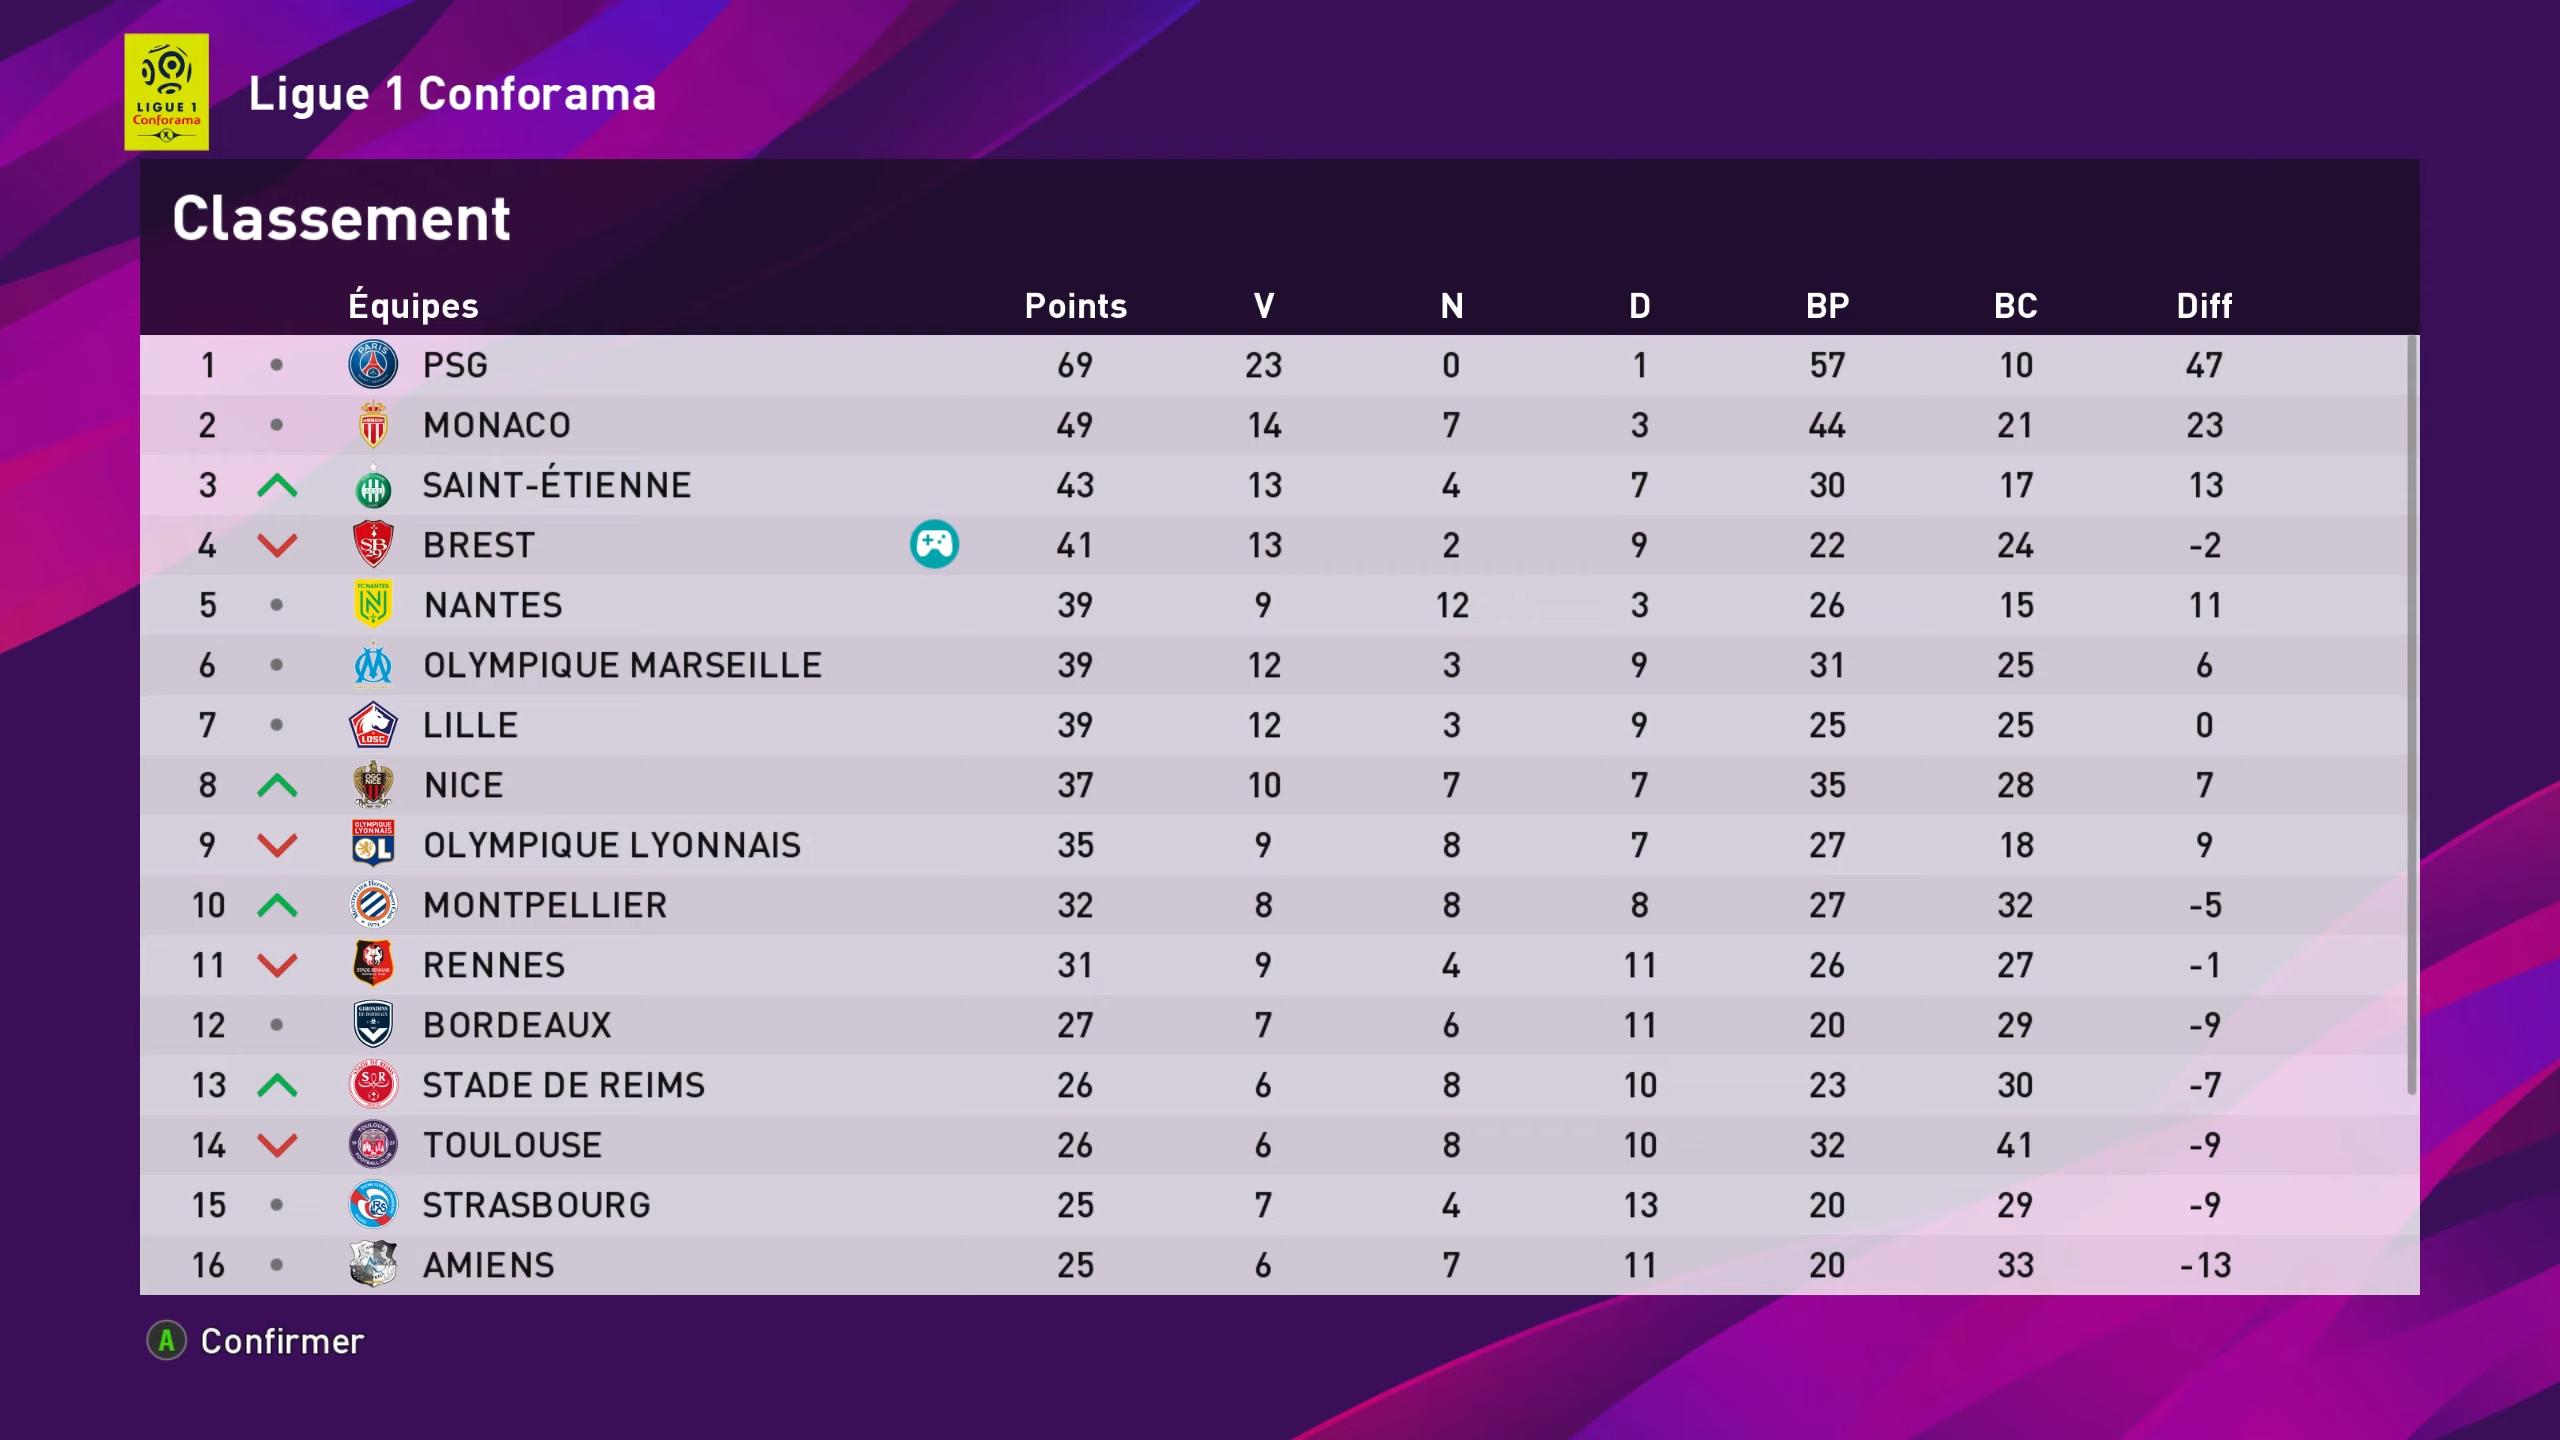 LIGUE 1
Conforama
Ligue 1 Conforama
Classement
Équipes Points V N D BP BC Diff
1 PSG 69 23 0 1 57 10 47
2 MONACO 49 14 7 3 44 21 23
3 SAINT-ÉTIENNE 43 13 4 7 30 17 13
4 BREST 41 13 2 9 22 24 -2
5 NANTES 39 9 12 3 26 15 11
6 OLYMPIQUE MARSEILLE 39 12 3 9 31 25 6
7 LILLE 39 12 3 9 25 25 0
8 NICE 37 10 7 7 35 28 7
9 OLYMPIQUE LYONNAIS 35 9 8 7 27 18 9
10 MONTPELLIER 32 8 8 8 27 32 -5
11 RENNES 31 9 4 11 26 27 -1
12 BORDEAUX 27 7 6 11 20 29 -9
13 STADE DE REIMS 26 6 8 10 23 30 -7
14 TOULOUSE 26 6 8 10 32 41 -9
15 STRASBOURG 25 7 4 13 20 29 -9
16 AMIENS 25 6 7 11 20 33 -13
A Confirmer